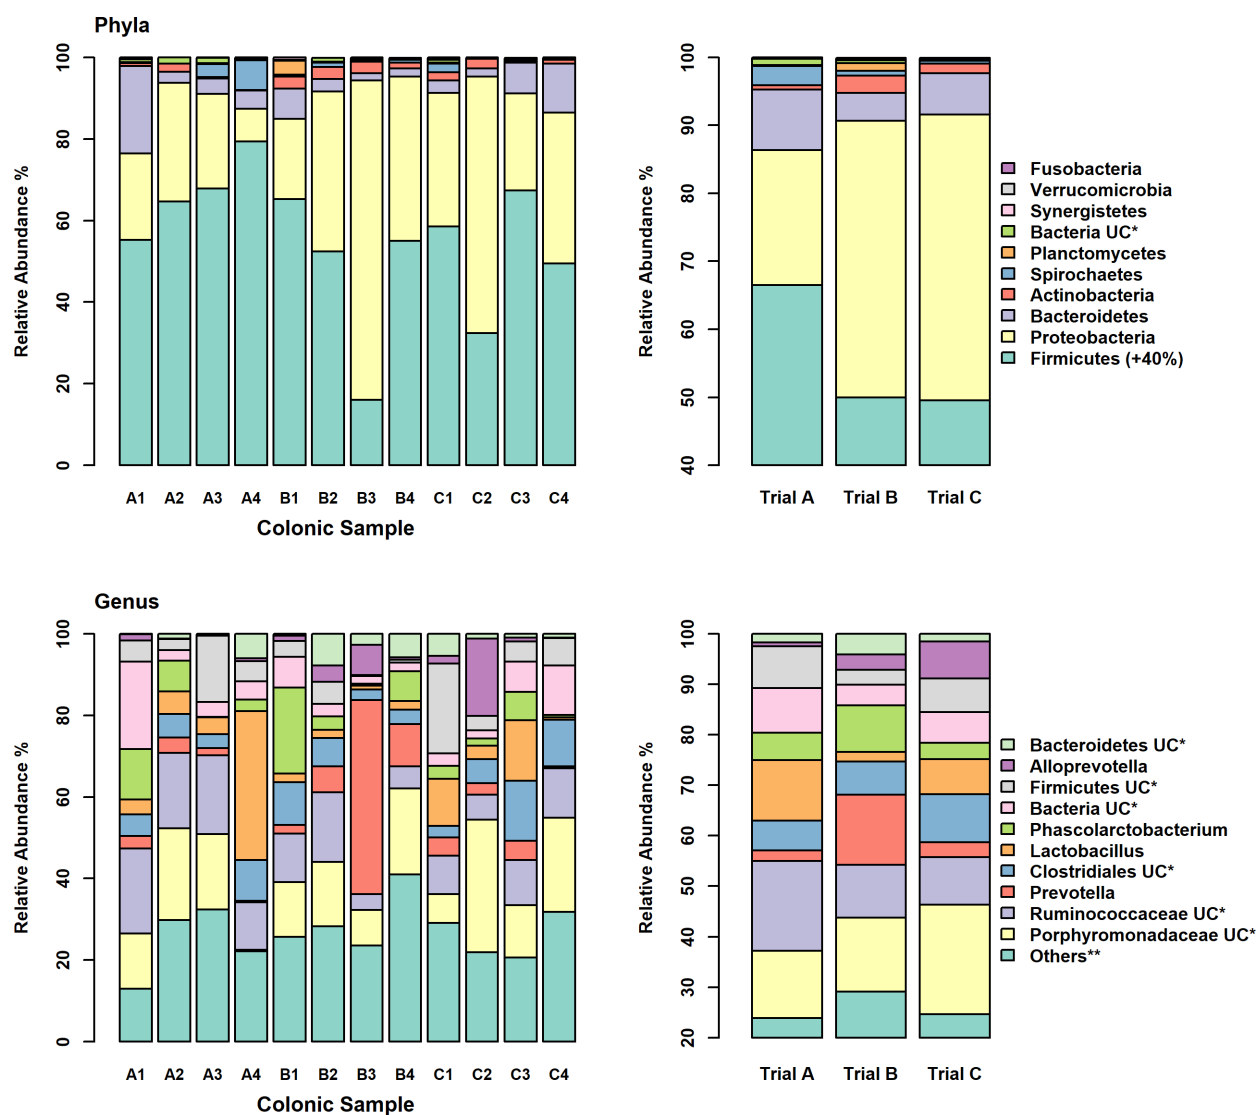 Phyla
Relative Abundance %
0
20
40
60
80
100
A1 A2 A3 A4 B1 B2 B3 B4 C1 C2 C3 C4
Colonic Sample
Relative Abundance %
40
50
60
70
80
90
100
Trial A Trial B Trial C
Fusobacteria
Verrucomicrobia
Synergistetes
Bacteria UC*
Planctomycetes
Spirochaetes
Actinobacteria
Bacteroidetes
Proteobacteria
Firmicutes (+40%)
Genus
Relative Abundance %
0
20
40
60
80
100
A1 A2 A3 A4 B1 B2 B3 B4 C1 C2 C3 C4
Colonic Sample
Relative Abundance %
20
30
40
50
60
70
80
90
100
Trial A Trial B Trial C
Bacteroidetes UC*
Alloprevotella
Firmicutes UC*
Bacteria UC*
Phascolarctobacterium
Lactobacillus
Clostridiales UC*
Prevotella
Ruminococcaceae UC*
Porphyromonadaceae UC*
Others**